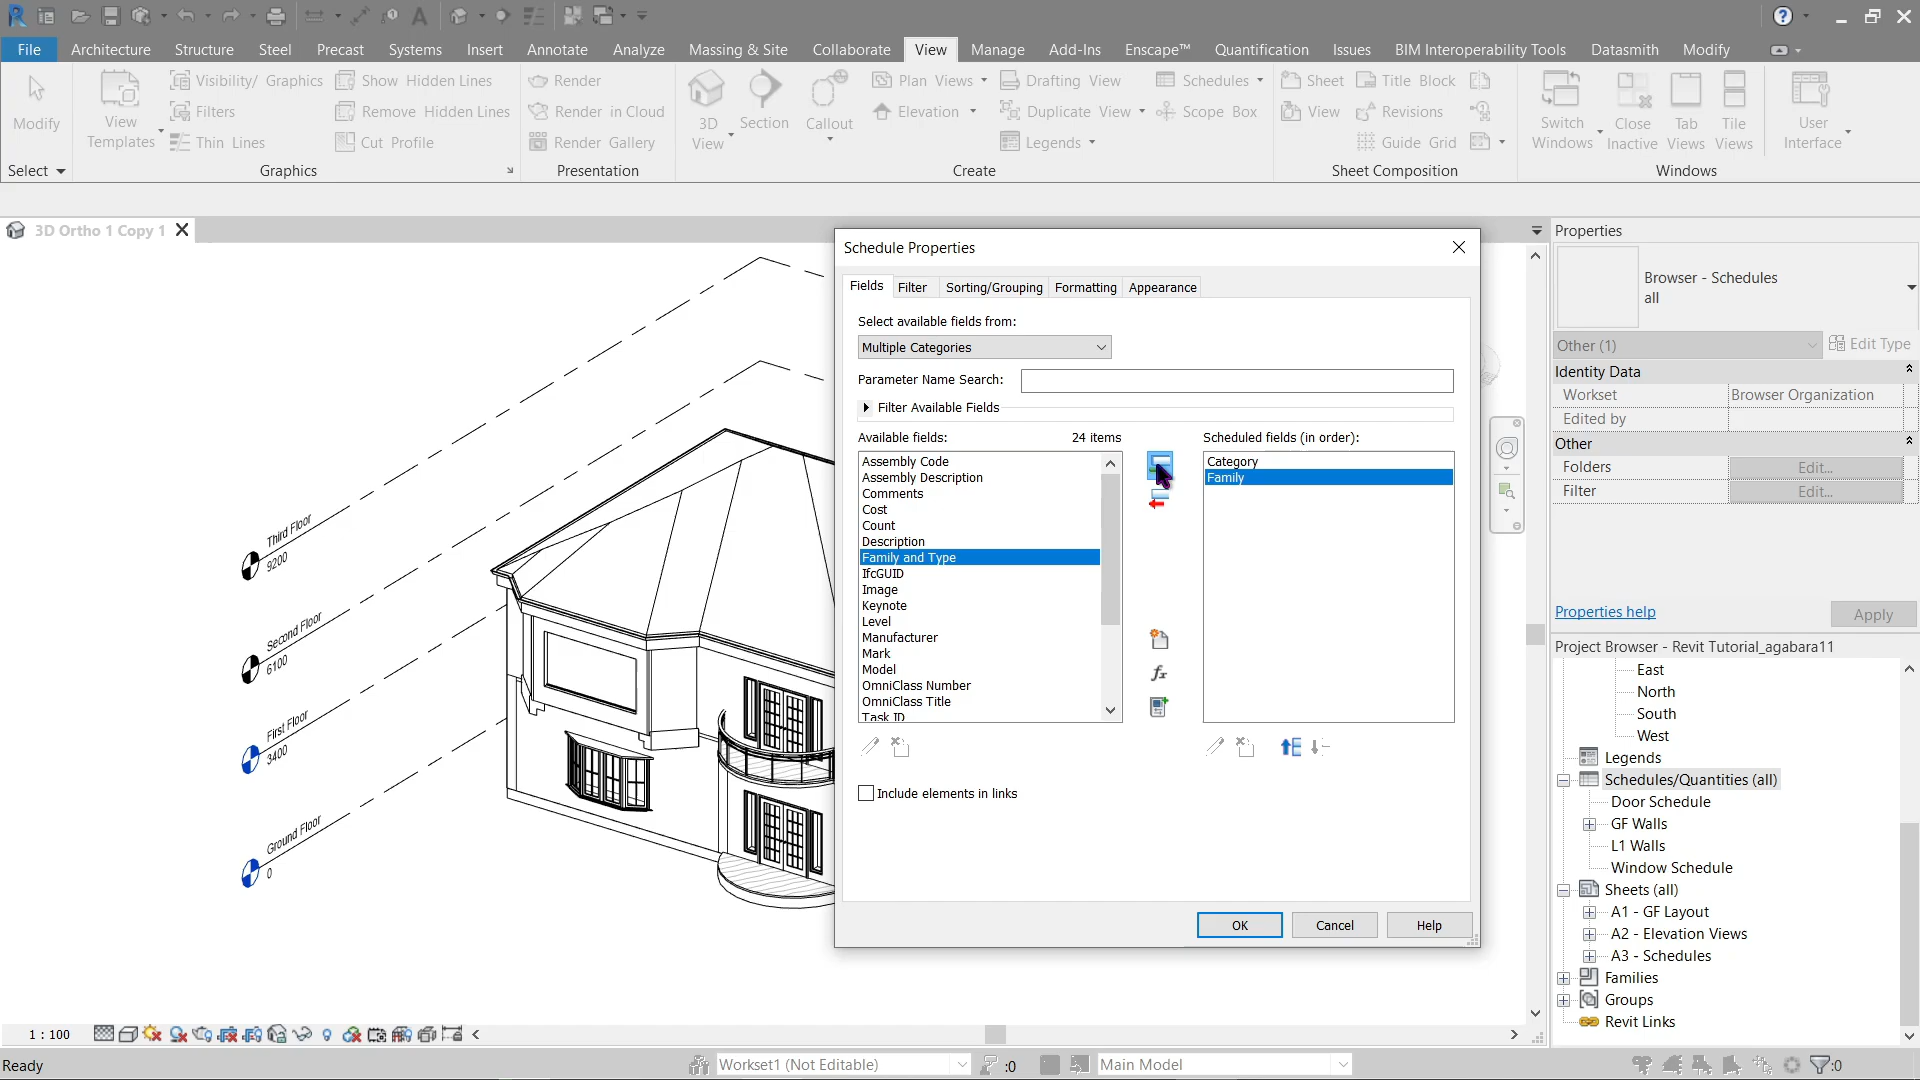 File Architecture Structure Steel Precast Systems Insert Annotate Analyze Massing & Site Collaborate View Manage Add-Ins Enscape™ Quantification Issues BIM Interoperability Tools Datasmith Modify
Modify
View Templates
Visibility/ Graphics
Filters
Thin Lines
Show Hidden Lines
Remove Hidden Lines
Cut Profile
Render
Render in Cloud
Render Gallery
3D View
Section
Callout
Plan Views
Elevation
Drafting View
Duplicate View
Legends
Schedules
Scope Box
Sheet
View
Title Block
Revisions
Guide Grid
Switch Windows
Close Inactive
Tab Views
Tile Views
User Interface
Select Graphics Presentation Create Sheet Composition Windows
3D Ortho 1 Copy 1
Third Floor
9200
Second Floor
6100
First Floor
3400
Ground Floor
0
Schedule Properties
Fields Filter Sorting/Grouping Formatting Appearance
Select available fields from:
Multiple Categories
Parameter Name Search:
Filter Available Fields
Available fields: 24 items
Assembly Code
Assembly Description
Comments
Cost
Count
Description
Family and Type
IfcGUID
Image
Keynote
Level
Manufacturer
Mark
Model
OmniClass Number
OmniClass Title
Task ID
fx
Scheduled fields (in order):
Category
Family
Include elements in links
OK Cancel Help
Properties
Browser - Schedules
all
Other (1) Edit Type
Identity Data
Workset Browser Organization
Edited by
Other
Folders Edit...
Filter Edit...
Properties help Apply
Project Browser - Revit Tutorial_agabara11
East
North
South
West
Legends
Schedules/Quantities (all)
Door Schedule
GF Walls
L1 Walls
Window Schedule
Sheets (all)
A1 - GF Layout
A2 - Elevation Views
A3 - Schedules
Families
Groups
Revit Links
1 : 100
Ready Workset1 (Not Editable) :0 Main Model :0